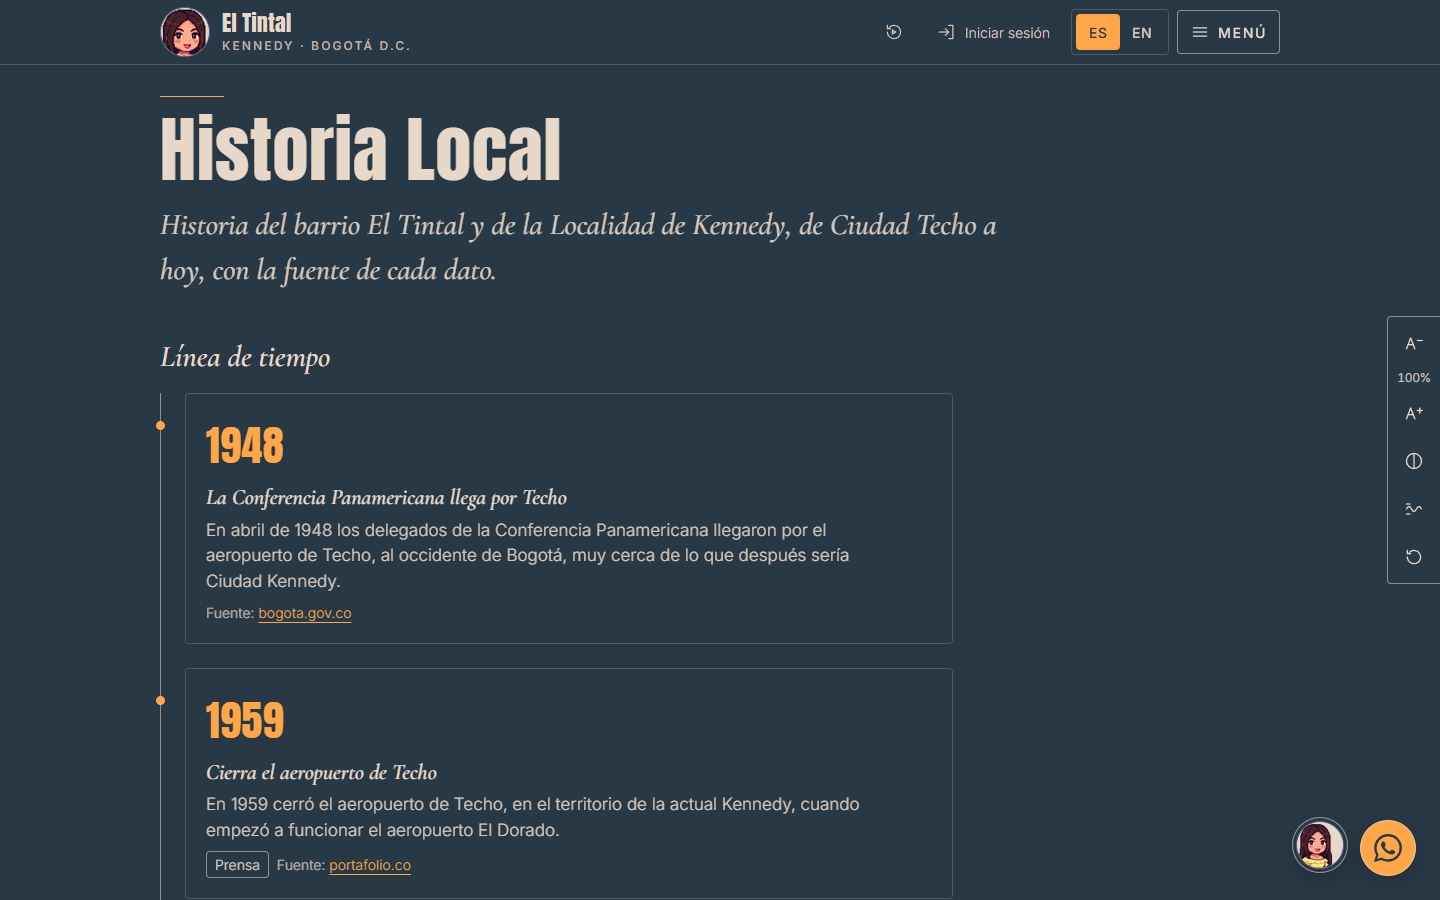 El Tintal
KENNEDY · BOGOTÁ D.C.
Iniciar sesión
ES EN
MENÚ
Historia Local
Historia del barrio El Tintal y de la Localidad de Kennedy, de Ciudad Techo a
hoy, con la fuente de cada dato.
Línea de tiempo
1948
La Conferencia Panamericana llega por Techo
En abril de 1948 los delegados de la Conferencia Panamericana llegaron por el
aeropuerto de Techo, al occidente de Bogotá, muy cerca de lo que después sería
Ciudad Kennedy.
Fuente: bogota.gov.co
1959
Cierra el aeropuerto de Techo
En 1959 cerró el aeropuerto de Techo, en el territorio de la actual Kennedy, cuando
empezó a funcionar el aeropuerto El Dorado.
Prensa Fuente: portafolio.co
A-
100%
A+